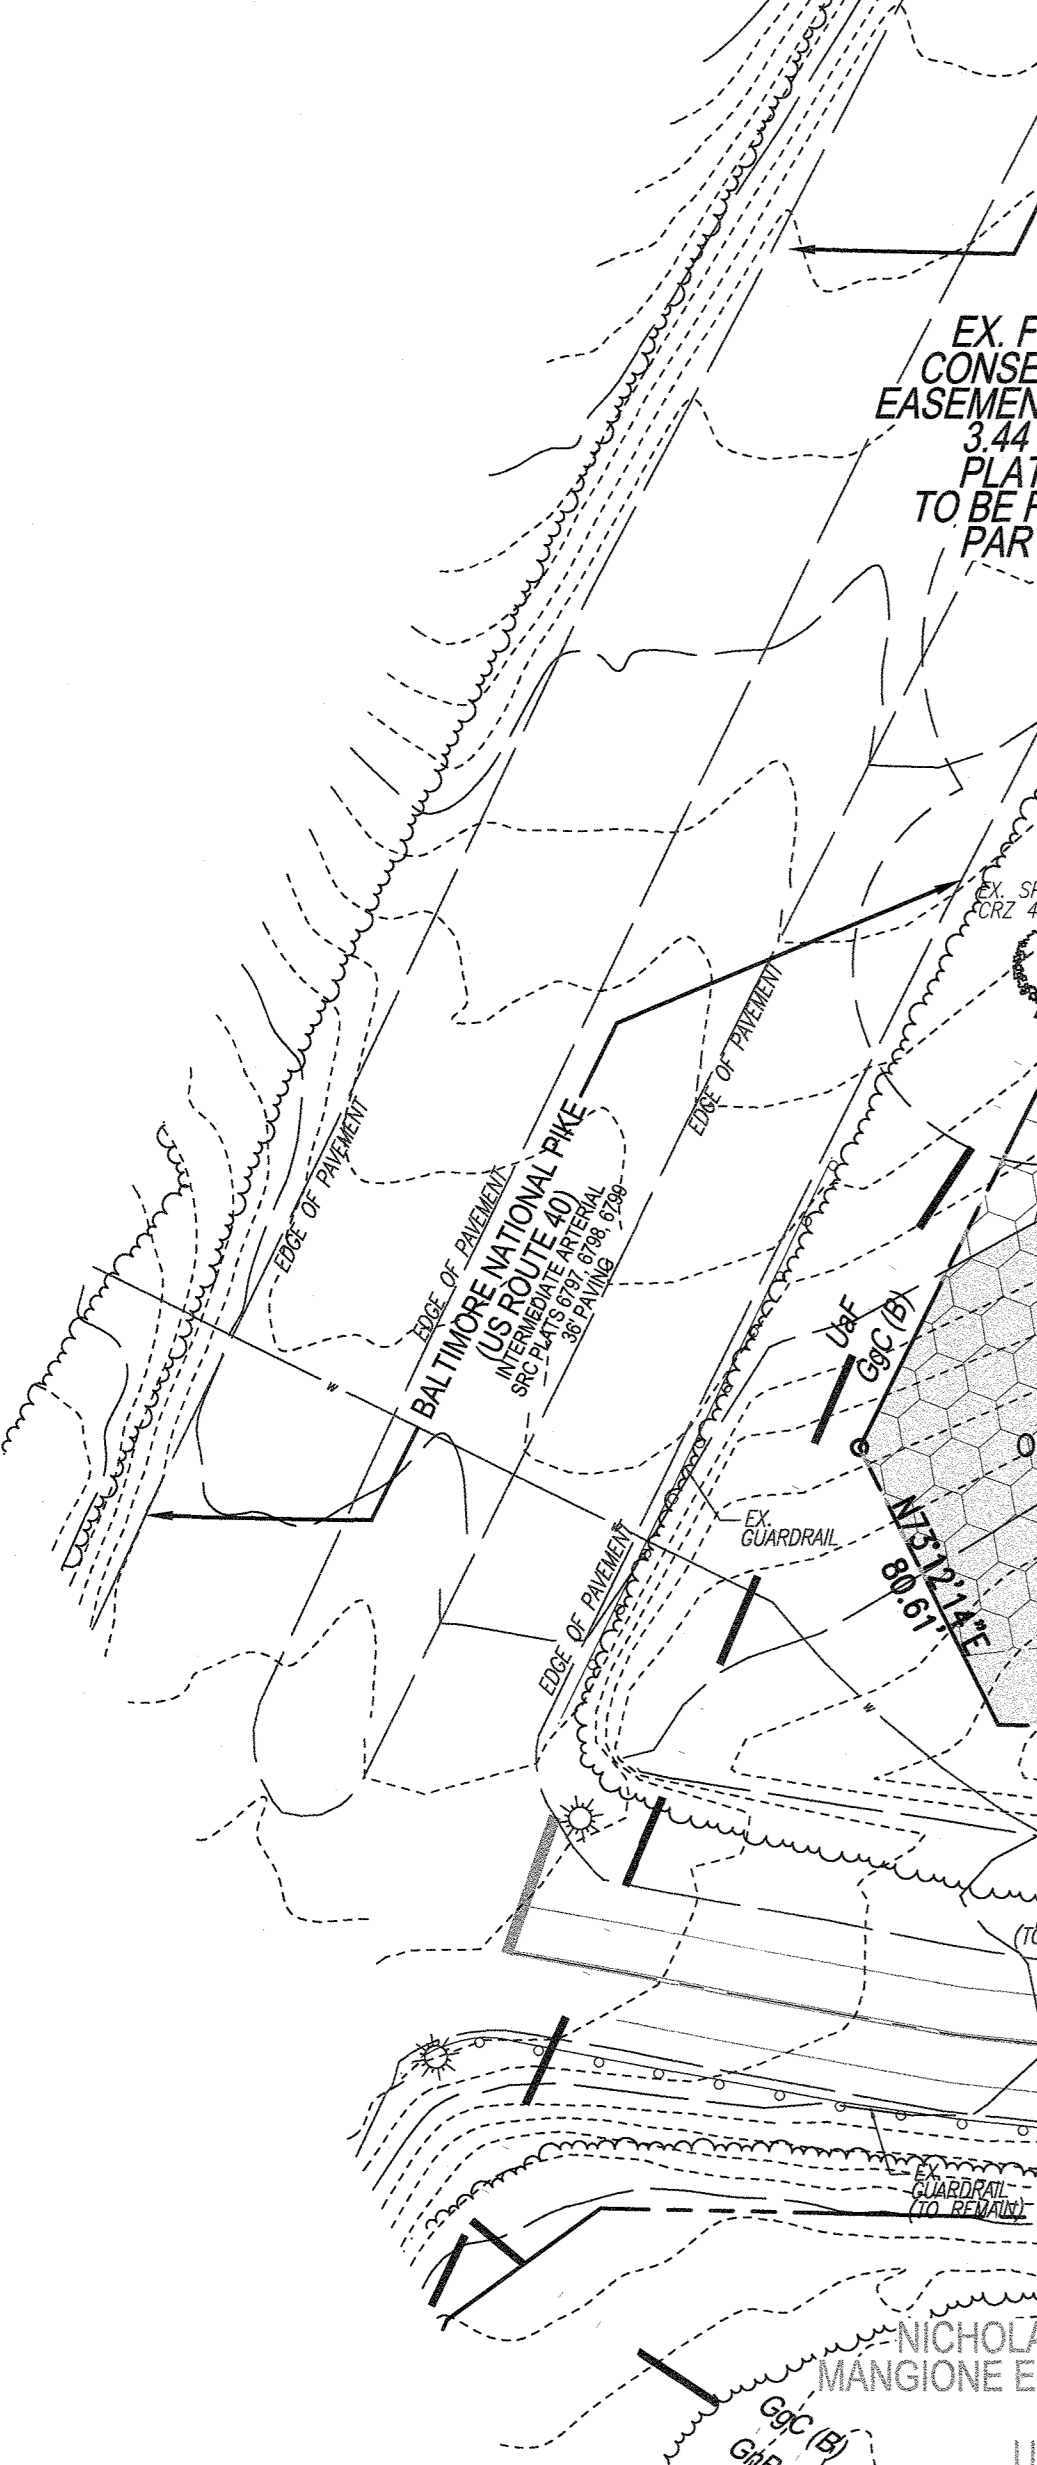 EX.
CONSE
EASEMEN
3.44
PLAT
TO BE
PAR
EX.
CRZ 4
EDGE OF PAVEMENT
EDGE OF PAVEMENT
EDGE OF PAVEMENT
BALTIMORE NATIONAL PIKE
(US ROUTE 40)
INTERMEDIATE ARTERIAL
SRC PLATS 6797, 6798, 6799
36' PAVING
UaF
GgC (B)
W
EX.
GUARDRAIL
N73°12'14"E
80.61'
EDGE OF PAVEMENT
W
(TO
EX.
GUARDRAIL
(TO REMAIN)
NICHOLA
MANGIONE E
GgC (B)